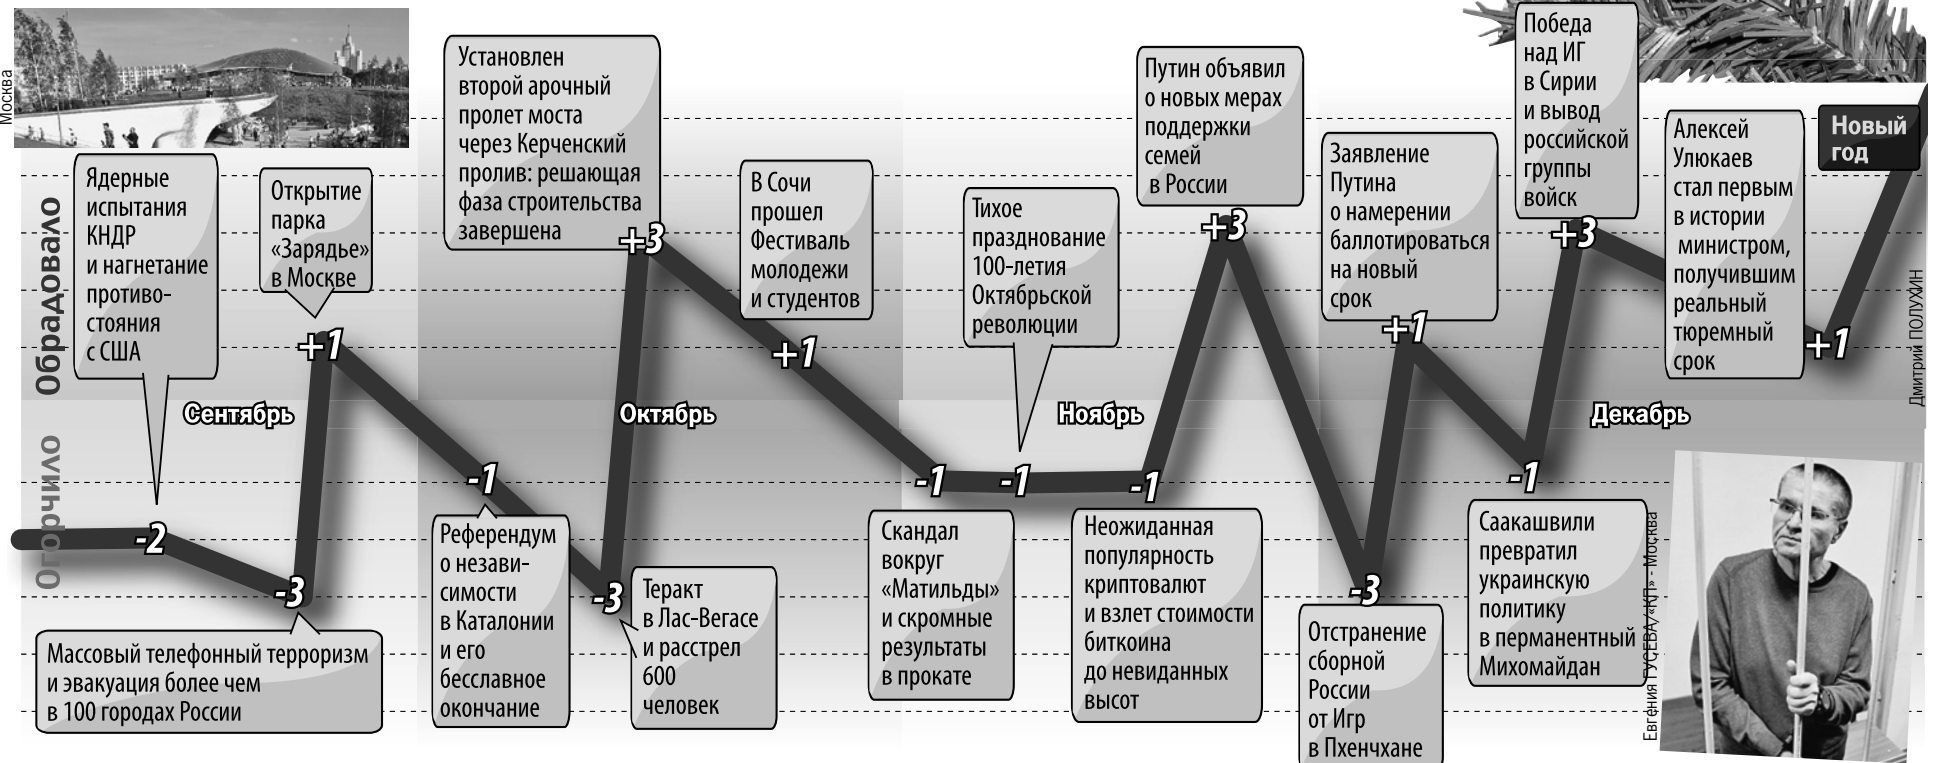 Москва
Ядерные
испытания
КНДР
и нагнетание
противо-
стояния
с США
-2
Массовый телефонный терроризм
и эвакуация более чем
в 100 городах России
-3
Открытие
парка
«Зарядье»
в Москве
+1
Референдум
о незави-
симости
в Каталонии
и его
бесславное
окончание
-1
Теракт
в Лас-Вегасе
и расстрел
600
человек
-3
Установлен
второй арочный
пролет моста
через Керченский
пролив: решающая
фаза строительства
завершена
+3
В Сочи
прошел
Фестиваль
молодежи
и студентов
+1
Скандал
вокруг
«Матильды»
и скромные
результаты
в прокате
-1
Тихое
празднование
100-летия
Октябрьской
революции
-1
Неожиданная
популярность
криптовалют
и взлет стоимости
биткоина
до невиданных
высот
-1
Путин объявил
о новых мерах
поддержки
семей
в России
+3
Отстранение
сборной
России
от Игр
в Пхенчхане
-3
Заявление
Путина
о намерении
баллотироваться
на новый
срок
+1
Саакашвили
превратил
украинскую
политику
в перманентный
Михомайдан
-1
Победа
над ИГ
в Сирии
и вывод
российской
группы
войск
+3
Алексей
Улюкаев
стал первым
в истории
министром,
получившим
реальный
тюремный
срок
+1
Новый
год
Обрадовало
Огорчило
Сентябрь
Октябрь
Ноябрь
Декабрь
Дмитрий ПОЛУХИН
Евгения ГУСЕВА/«КП» - Москва